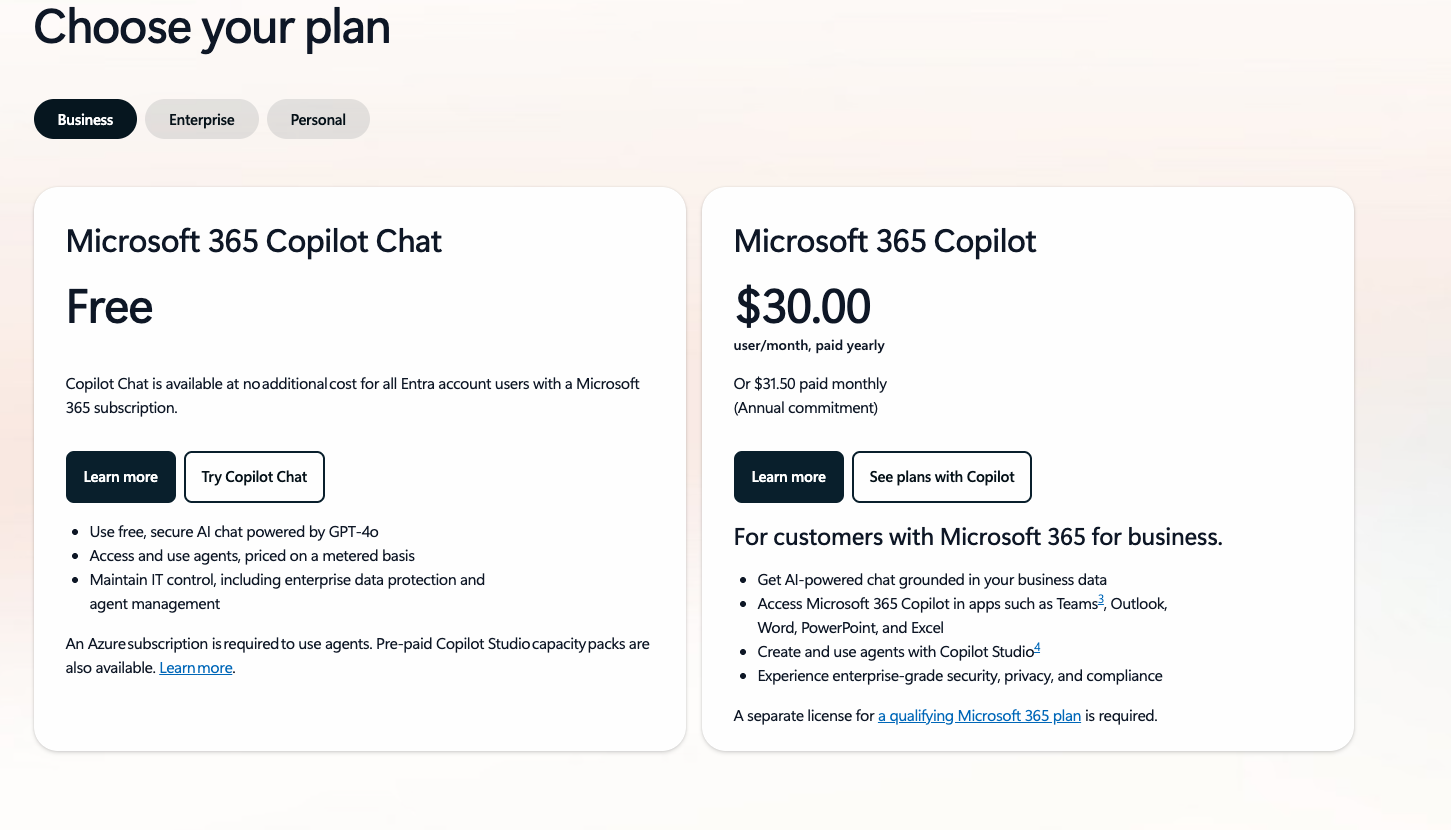 Choose your plan
Business
Enterprise
Personal
Microsoft 365 Copilot Chat
Free
Copilot Chat is available at no additional cost for all Entra account users with a Microsoft
365 subscription.
Learn more
Try Copilot Chat
• Use free, secure AI chat powered by GPT-4o
• Access and use agents, priced on a metered basis
• Maintain IT control, including enterprise data protection and
agent management
An Azure subscription is required to use agents. Pre-paid Copilot Studio capacity packs are
also available. Learn more.
Microsoft 365 Copilot
$30.00
user/month, paid yearly
Or $31.50 paid monthly
(Annual commitment)
Learn more
See plans with Copilot
For customers with Microsoft 365 for business.
• Get AI-powered chat grounded in your business data
• Access Microsoft 365 Copilot in apps such as Teams3, Outlook,
Word, PowerPoint, and Excel
• Create and use agents with Copilot Studio4
• Experience enterprise-grade security, privacy, and compliance
A separate license for a qualifying Microsoft 365 plan is required.